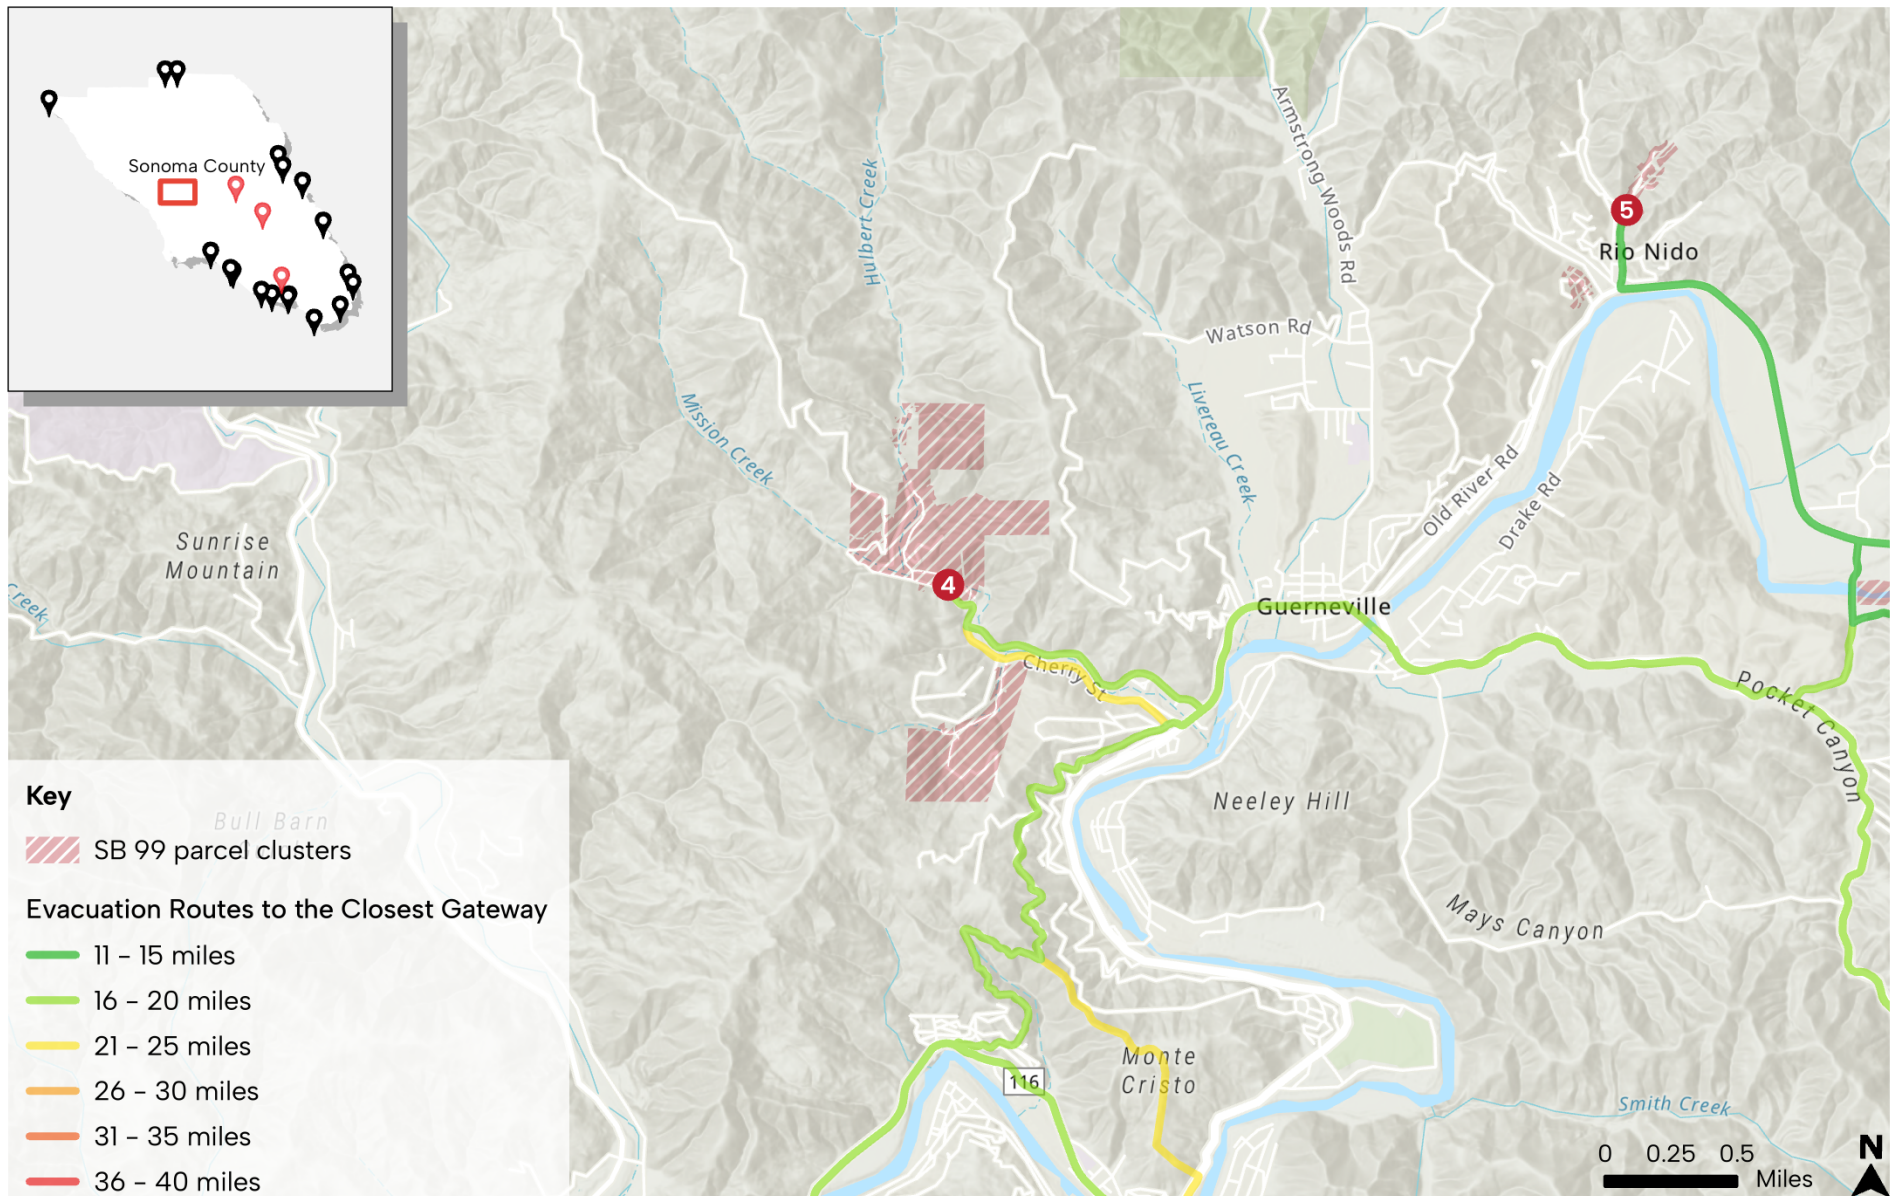 Sonoma County
Armstrong Woods Rd
Hulbert Creek
5
Rio Nido
Watson Rd
Livereau Creek
Mission Creek
Old River Rd
Drake Rd
Sunrise
Mountain
Creek
4
Guerneville
Cherry St
Pocket Canyon
Neeley Hill
Mays Canyon
Bull Barn
Monte
Cristo
116
Smith Creek
Key
SB 99 parcel clusters
Evacuation Routes to the Closest Gateway
11 - 15 miles
16 - 20 miles
21 - 25 miles
26 - 30 miles
31 - 35 miles
36 - 40 miles
0 0.25 0.5
Miles
N